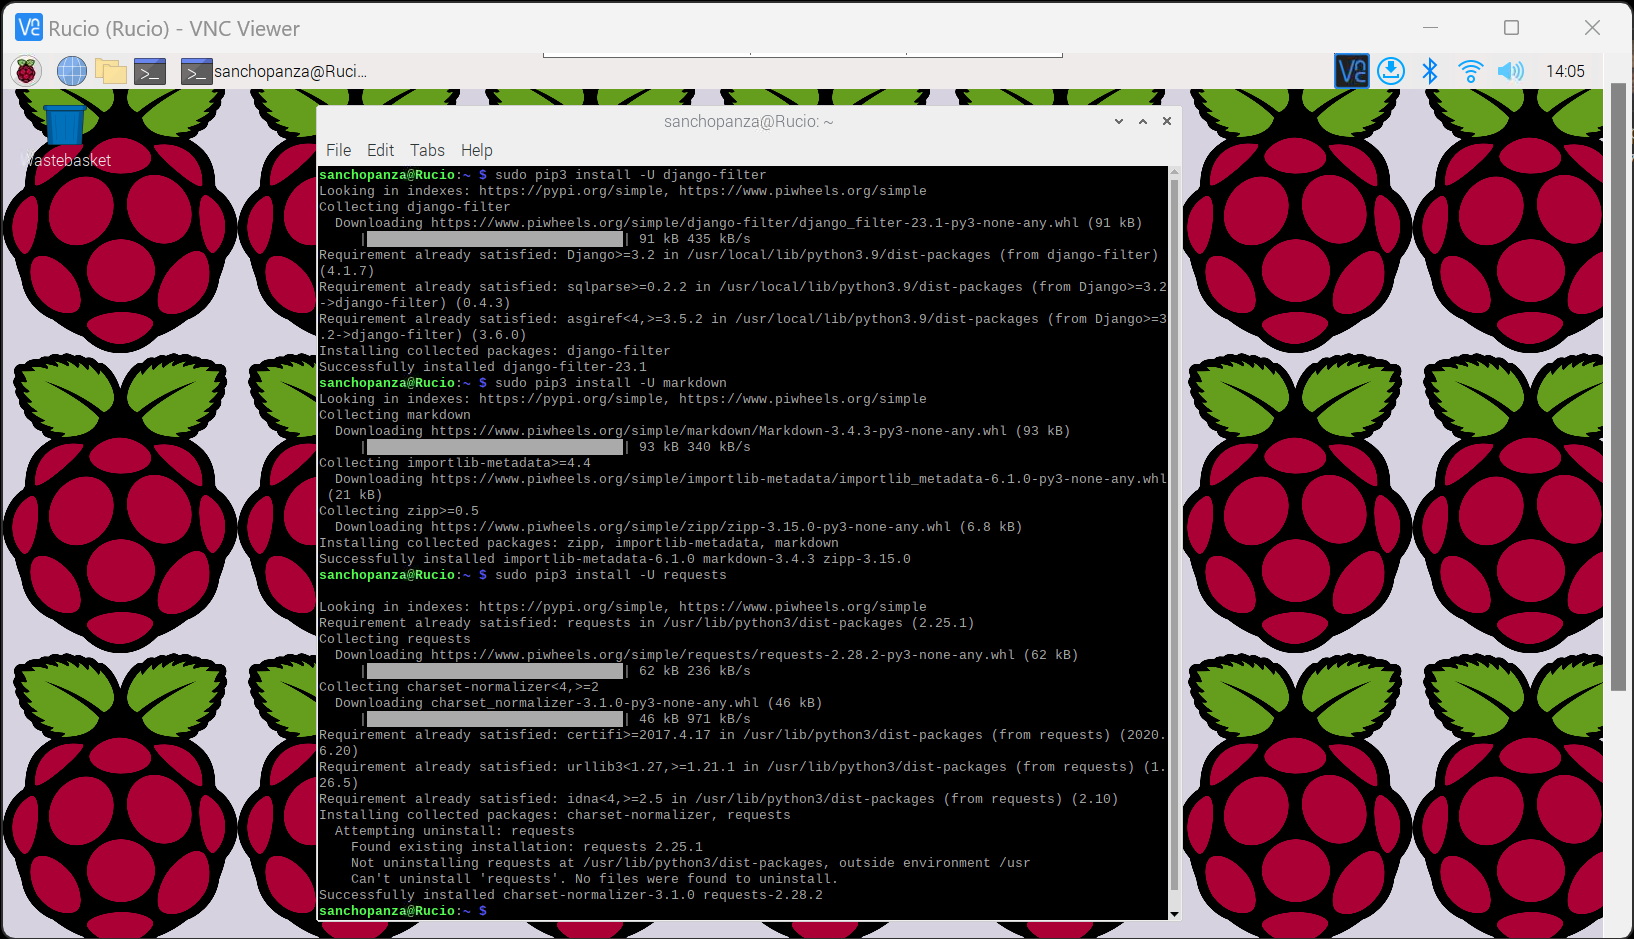 Rucio (Rucio) - VNC Viewer
sanchopanza@Ruci...
14:05
Wastebasket
sanchopanza@Rucio: ~
File Edit Tabs Help
sanchopanza@Rucio:~ $ sudo pip3 install -U django-filter
Looking in indexes: https://pypi.org/simple, https://www.piwheels.org/simple
Collecting django-filter
  Downloading https://www.piwheels.org/simple/django-filter/django_filter-23.1-py3-none-any.whl (91 kB)
     |████████████████████████████████| 91 kB 435 kB/s
Requirement already satisfied: Django>=3.2 in /usr/local/lib/python3.9/dist-packages (from django-filter)
(4.1.7)
Requirement already satisfied: sqlparse>=0.2.2 in /usr/local/lib/python3.9/dist-packages (from Django>=3.2
->django-filter) (0.4.3)
Requirement already satisfied: asgiref<4,>=3.5.2 in /usr/local/lib/python3.9/dist-packages (from Django>=3
.2->django-filter) (3.6.0)
Installing collected packages: django-filter
Successfully installed django-filter-23.1
sanchopanza@Rucio:~ $ sudo pip3 install -U markdown
Looking in indexes: https://pypi.org/simple, https://www.piwheels.org/simple
Collecting markdown
  Downloading https://www.piwheels.org/simple/markdown/Markdown-3.4.3-py3-none-any.whl (93 kB)
     |████████████████████████████████| 93 kB 340 kB/s
Collecting importlib-metadata>=4.4
  Downloading https://www.piwheels.org/simple/importlib-metadata/importlib_metadata-6.1.0-py3-none-any.whl
 (21 kB)
Collecting zipp>=0.5
  Downloading https://www.piwheels.org/simple/zipp/zipp-3.15.0-py3-none-any.whl (6.8 kB)
Installing collected packages: zipp, importlib-metadata, markdown
Successfully installed importlib-metadata-6.1.0 markdown-3.4.3 zipp-3.15.0
sanchopanza@Rucio:~ $ sudo pip3 install -U requests
Looking in indexes: https://pypi.org/simple, https://www.piwheels.org/simple
Requirement already satisfied: requests in /usr/lib/python3/dist-packages (2.25.1)
Collecting requests
  Downloading https://www.piwheels.org/simple/requests/requests-2.28.2-py3-none-any.whl (62 kB)
     |████████████████████████████████| 62 kB 236 kB/s
Collecting charset-normalizer<4,>=2
  Downloading charset_normalizer-3.1.0-py3-none-any.whl (46 kB)
     |████████████████████████████████| 46 kB 971 kB/s
Requirement already satisfied: certifi>=2017.4.17 in /usr/lib/python3/dist-packages (from requests) (2020.
6.20)
Requirement already satisfied: urllib3<1.27,>=1.21.1 in /usr/lib/python3/dist-packages (from requests) (1.
26.5)
Requirement already satisfied: idna<4,>=2.5 in /usr/lib/python3/dist-packages (from requests) (2.10)
Installing collected packages: charset-normalizer, requests
  Attempting uninstall: requests
    Found existing installation: requests 2.25.1
    Not uninstalling requests at /usr/lib/python3/dist-packages, outside environment /usr
    Can't uninstall 'requests'. No files were found to uninstall.
Successfully installed charset-normalizer-3.1.0 requests-2.28.2
sanchopanza@Rucio:~ $